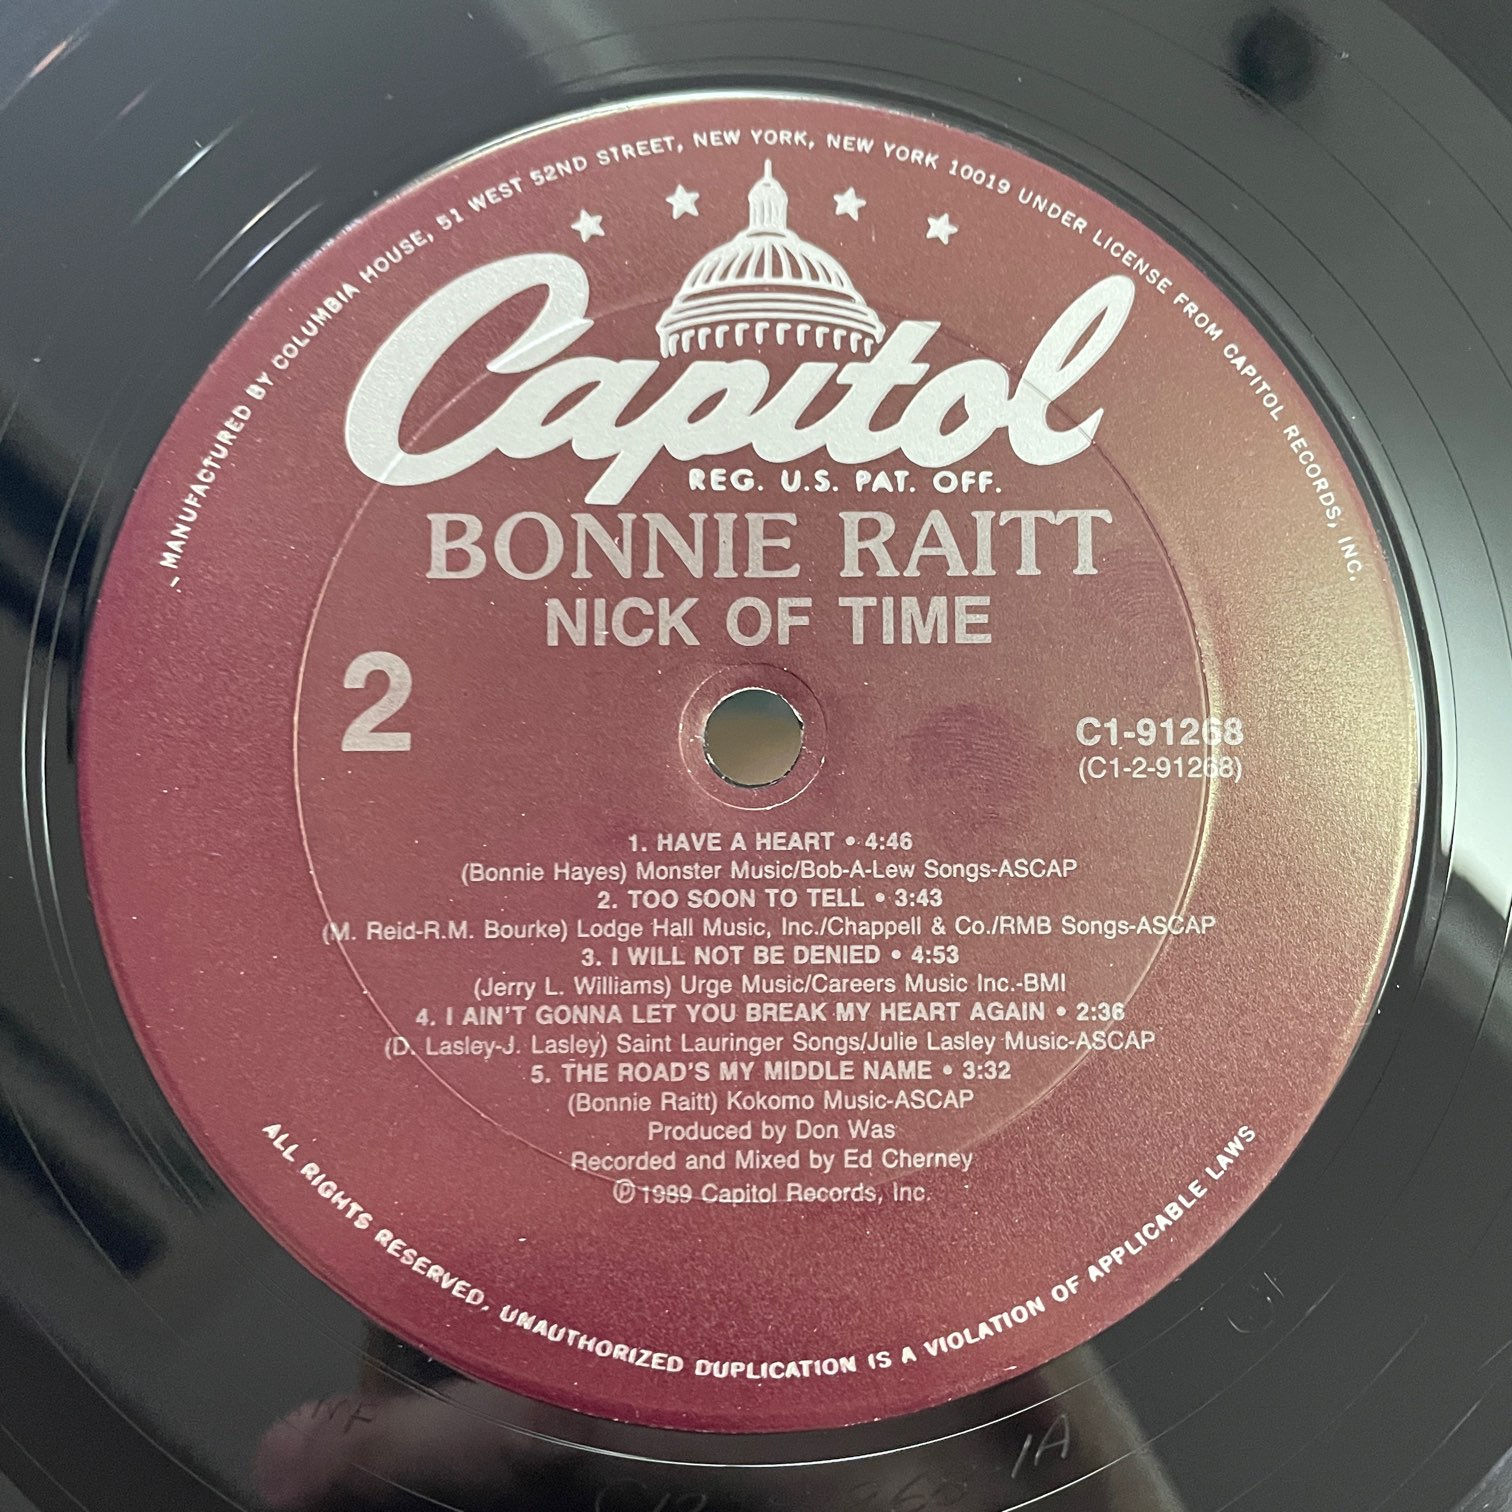 ~ MANUFACTURED BY COLUMBIA HOUSE, 51 WEST 52ND STREET, NEW YORK, NEW YORK 10019 UNDER LICENSE FROM CAPITOL RECORDS, INC.
Capitol
REG. U.S. PAT. OFF.
BONNIE RAITT
NICK OF TIME
2
C1-91268
(C1-2-91268)
1. HAVE A HEART • 4:46
(Bonnie Hayes) Monster Music/Bob-A-Lew Songs-ASCAP
2. TOO SOON TO TELL • 3:43
(M. Reid-R.M. Bourke) Lodge Hall Music, Inc./Chappell & Co./RMB Songs-ASCAP
3. I WILL NOT BE DENIED • 4:53
(Jerry L. Williams) Urge Music/Careers Music Inc.-BMI
4. I AIN'T GONNA LET YOU BREAK MY HEART AGAIN • 2:36
(D. Lasley-J. Lasley) Saint Lauringer Songs/Julie Lasley Music-ASCAP
5. THE ROAD'S MY MIDDLE NAME • 3:32
(Bonnie Raitt) Kokomo Music-ASCAP
Produced by Don Was
Recorded and Mixed by Ed Cherney
℗ 1989 Capitol Records, Inc.
ALL RIGHTS RESERVED. UNAUTHORIZED DUPLICATION IS A VIOLATION OF APPLICABLE LAWS
1A